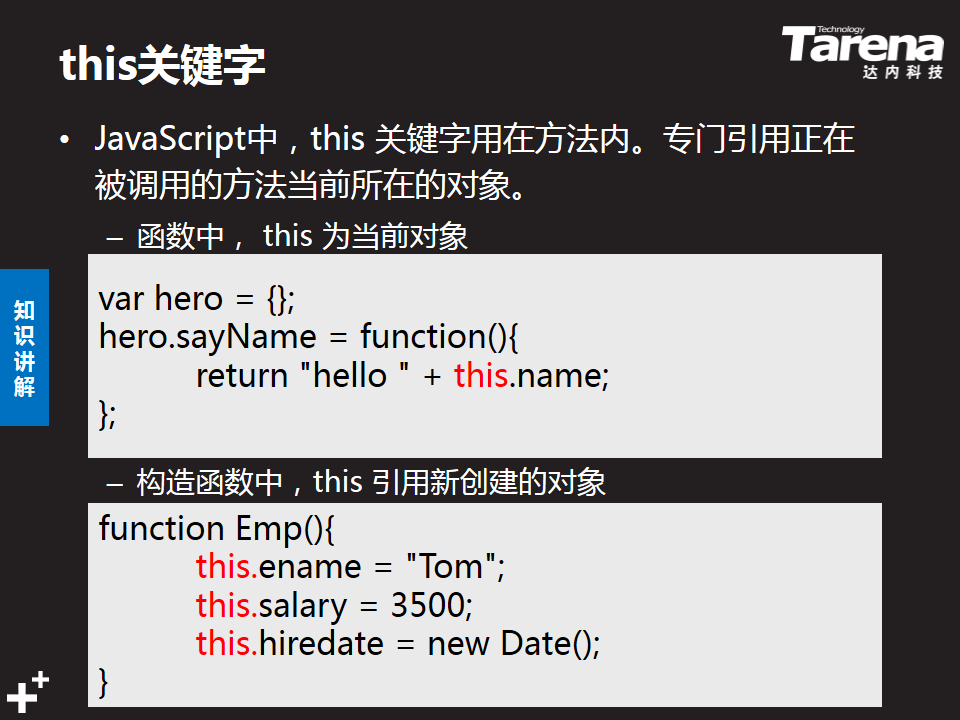 this关键字
Technology
Tarena
达内科技
• JavaScript中，this 关键字用在方法内。专门引用正在
被调用的方法当前所在的对象。
– 函数中， this 为当前对象
var hero = {};
hero.sayName = function(){
return "hello " + this.name;
};
知识讲解
– 构造函数中，this 引用新创建的对象
function Emp(){
this.ename = "Tom";
this.salary = 3500;
this.hiredate = new Date();
}